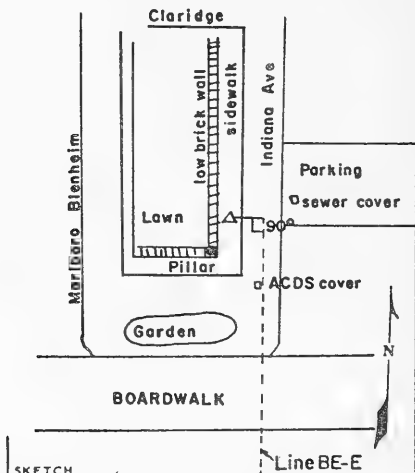 Claridge
Marlboro Blenheim
low brick wall
sidewalk
Indiana Ave
Parking
sewer cover
Lawn
90°
Pillar
ACDS cover
Garden
N
BOARDWALK
SKETCH
Line BE-E